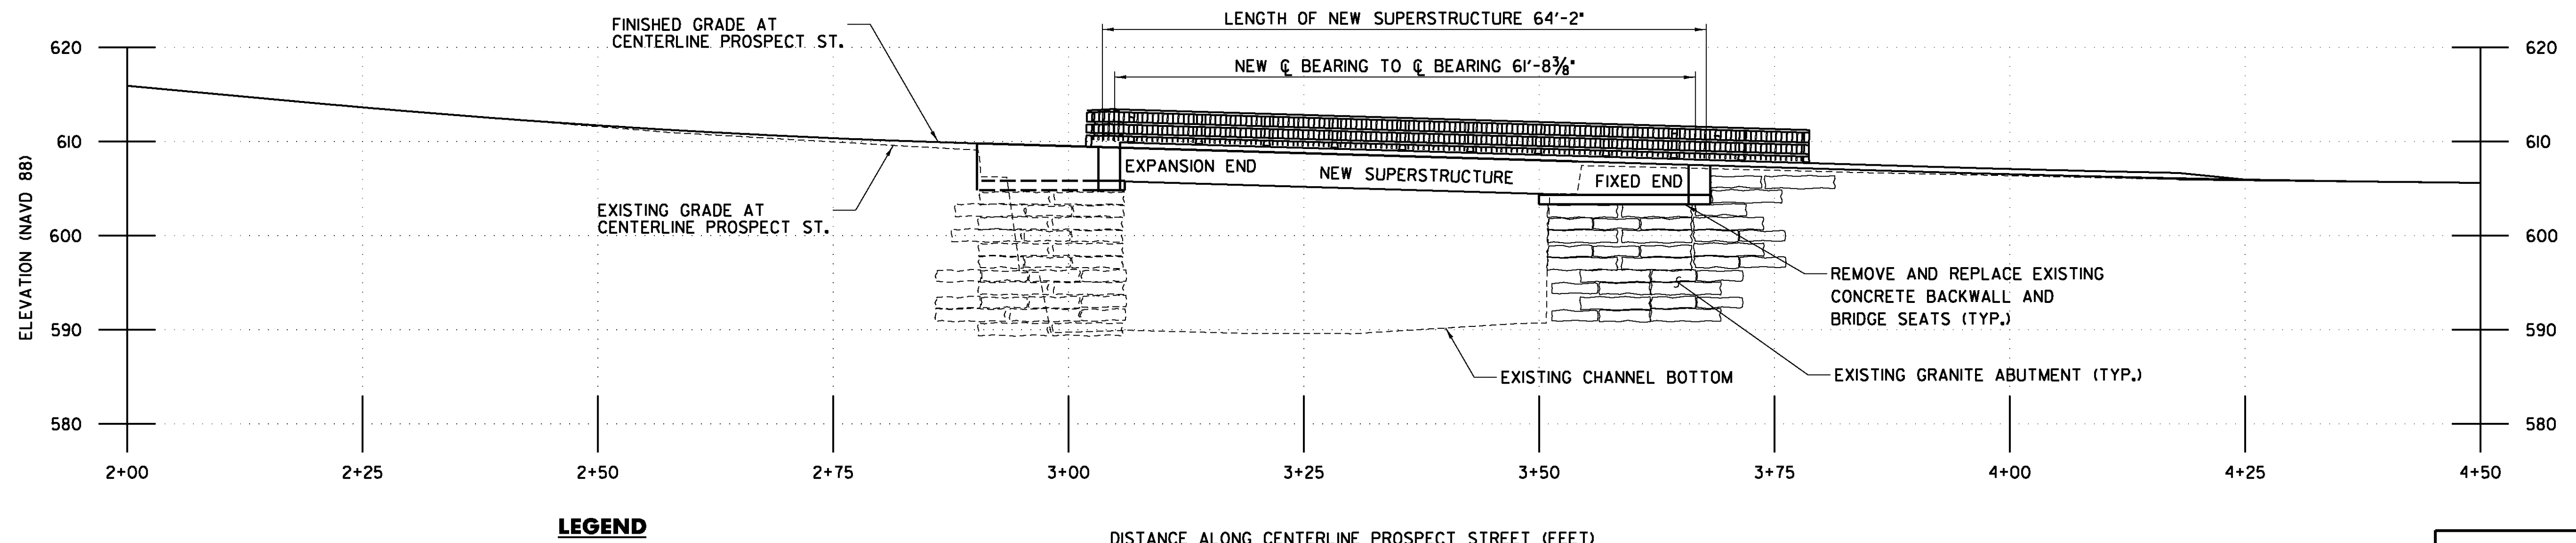 LENGTH OF NEW SUPERSTRUCTURE 64'-2"
FINISHED GRADE AT
CENTERLINE PROSPECT ST.
NEW ℄ BEARING TO ℄ BEARING 61'-8⅜"
620
620
610
610
EXPANSION END
NEW SUPERSTRUCTURE
FIXED END
EXISTING GRADE AT
CENTERLINE PROSPECT ST.
ELEVATION (NAVD 88)
600
600
REMOVE AND REPLACE EXISTING
CONCRETE BACKWALL AND
BRIDGE SEATS (TYP.)
590
590
EXISTING CHANNEL BOTTOM
EXISTING GRANITE ABUTMENT (TYP.)
580
580
2+00 2+25 2+50 2+75 3+00 3+25 3+50 3+75 4+00 4+25 4+50
LEGEND
DISTANCE ALONG CENTERLINE PROSPECT STREET (FEET)